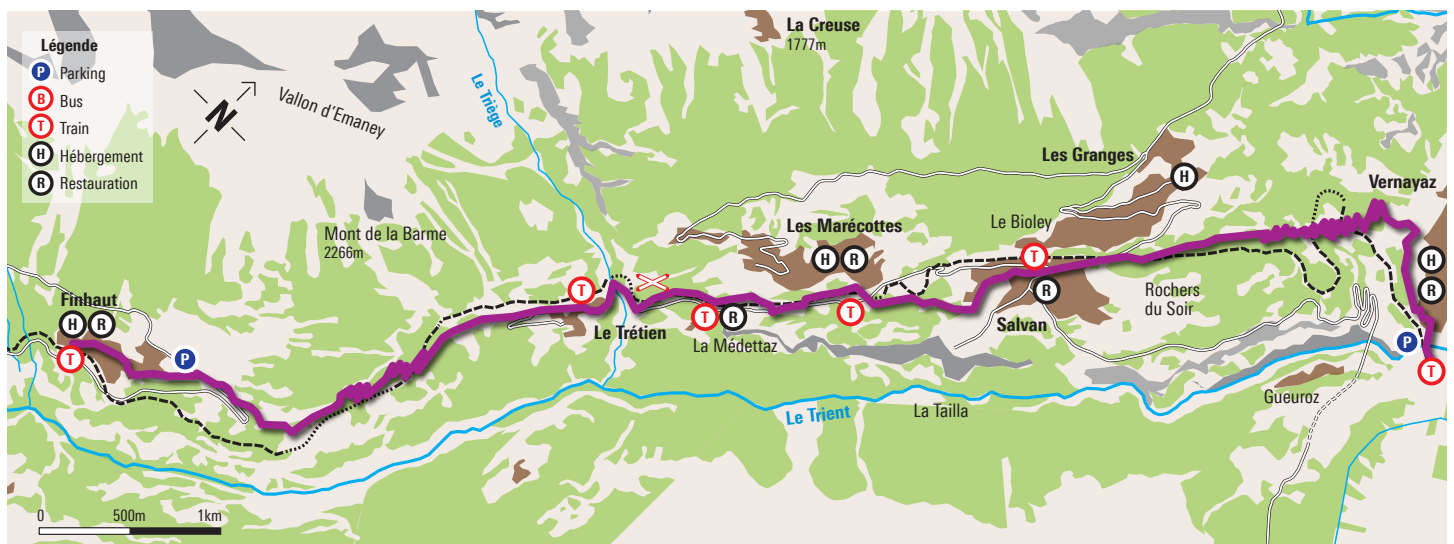 Légende
P Parking
B Bus
T Train
H Hébergement
R Restauration
N
Vallon d'Emaney
Le Triège
La Creuse
1777m
Les Granges
H
Vernayaz
Le Bioley
Les Marécottes
H R
T
Mont de la Barme
2266m
Finhaut
H R
T
P
T
Le Trétien
T R
La Médettaz
T
Salvan
R
Rochers
du Soir
H
R
P
T
Gueuroz
Le Trient
La Tailla
0 500m 1km